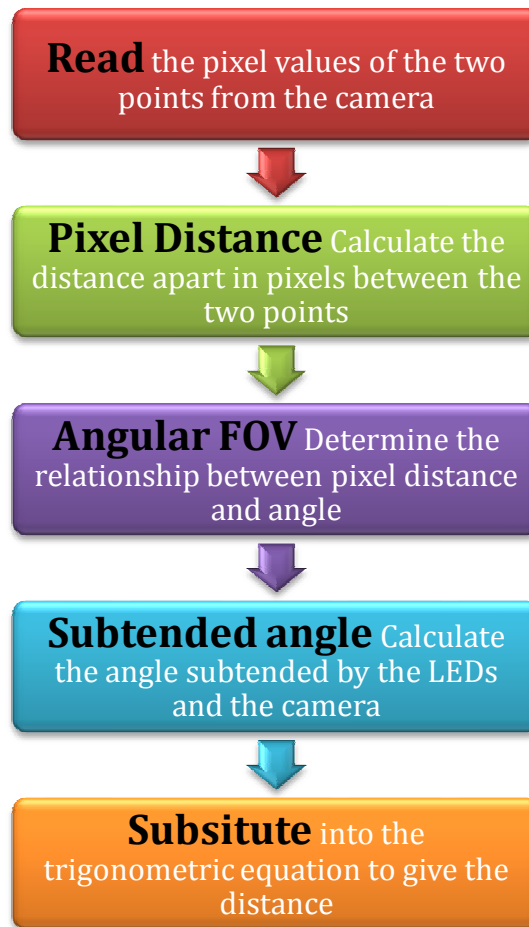 Read the pixel values of the two
points from the camera
Pixel Distance Calculate the
distance apart in pixels between the
two points
Angular FOV Determine the
relationship between pixel distance
and angle
Subtended angle Calculate
the angle subtended by the LEDs
and the camera
Subsitute into the
trigonometric equation to give the
distance